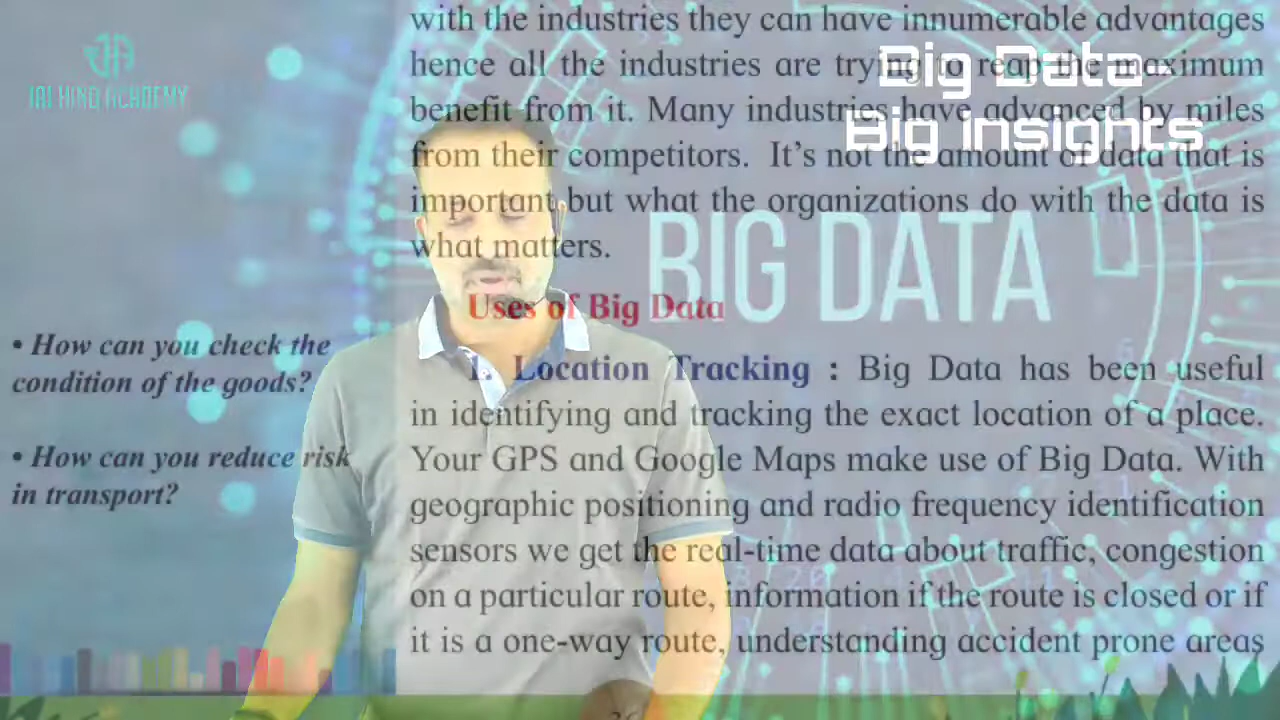 JAI HIND ACADEMY
Big Data-
Big insights
BIG DATA
with the industries they can have innumerable advantages
hence all the industries are trying to reap the maximum
benefit from it. Many industries have advanced by miles
from their competitors. It's not the amount of data that is
important but what the organizations do with the data is
what matters.
Uses of Big Data
• How can you check the
condition of the goods?
• How can you reduce risk
in transport?
1. Location Tracking : Big Data has been useful
in identifying and tracking the exact location of a place.
Your GPS and Google Maps make use of Big Data. With
geographic positioning and radio frequency identification
sensors we get the real-time data about traffic, congestion
on a particular route, information if the route is closed or if
it is a one-way route, understanding accident prone areas